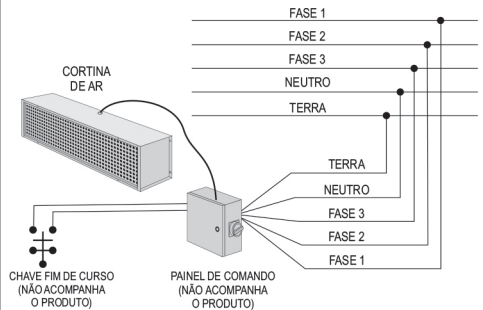 FASE 1
FASE 2
FASE 3
NEUTRO
TERRA
CORTINA
DE AR
TERRA
NEUTRO
FASE 3
FASE 2
FASE 1
CHAVE FIM DE CURSO
(NÃO ACOMPANHA
O PRODUTO)
PAINEL DE COMANDO
(NÃO ACOMPANHA
O PRODUTO)